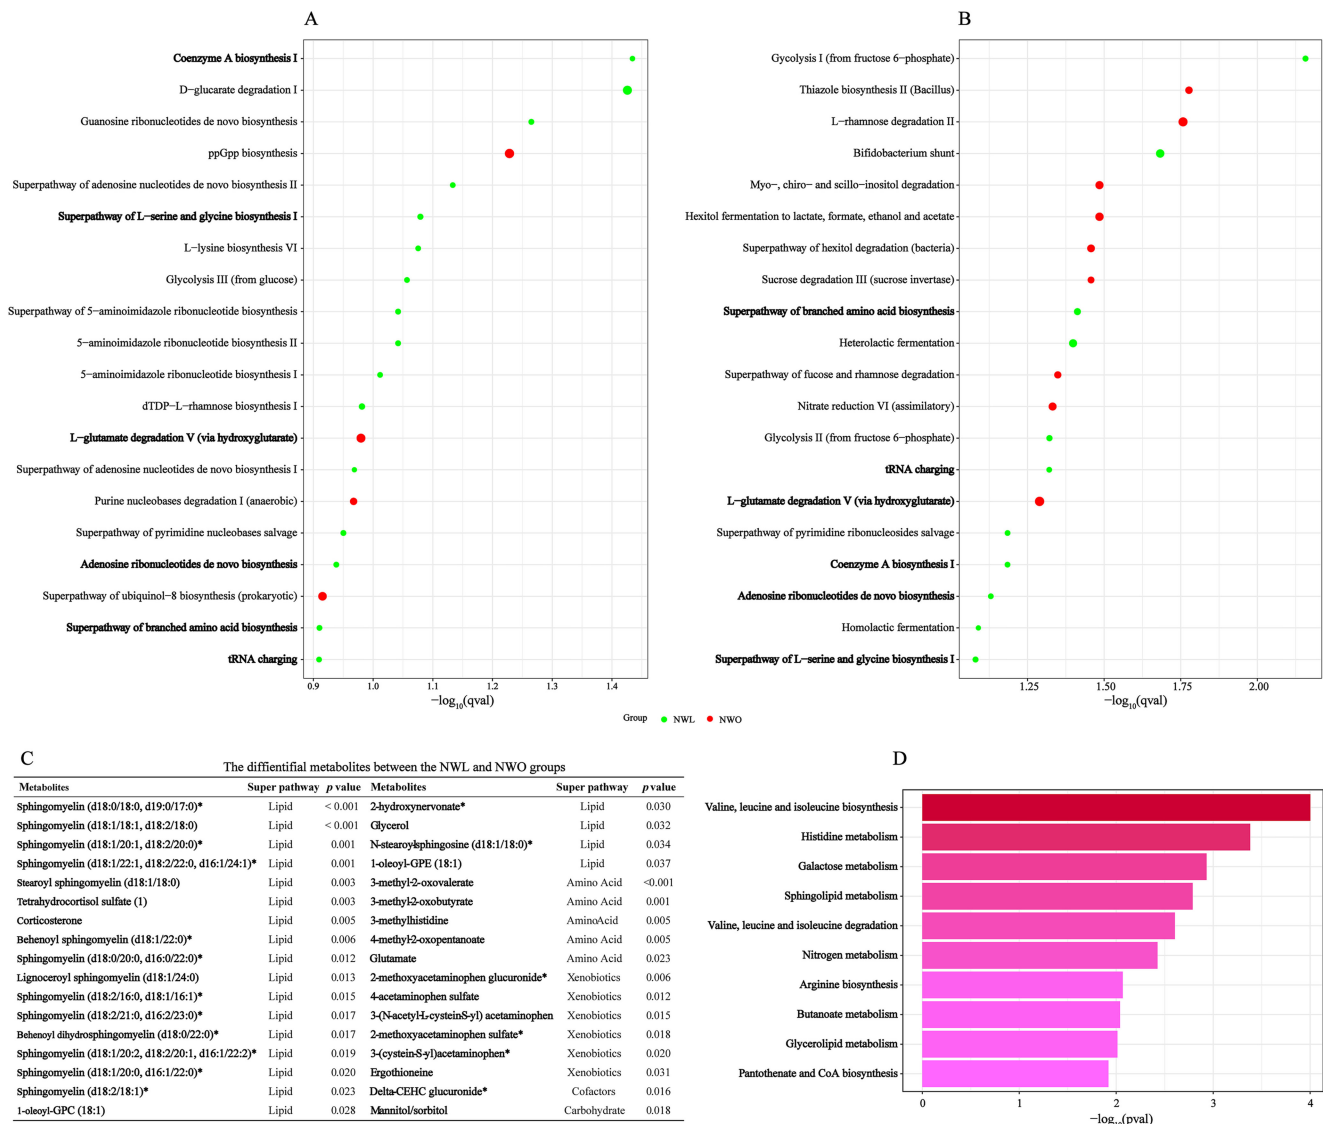 A
Coenzyme A biosynthesis I
D−glucarate degradation I
Guanosine ribonucleotides de novo biosynthesis
ppGpp biosynthesis
Superpathway of adenosine nucleotides de novo biosynthesis II
Superpathway of L−serine and glycine biosynthesis I
L−lysine biosynthesis VI
Glycolysis III (from glucose)
Superpathway of 5−aminoimidazole ribonucleotide biosynthesis
5−aminoimidazole ribonucleotide biosynthesis II
5−aminoimidazole ribonucleotide biosynthesis I
dTDP−L−rhamnose biosynthesis I
L−glutamate degradation V (via hydroxyglutarate)
Superpathway of adenosine nucleotides de novo biosynthesis I
Purine nucleobases degradation I (anaerobic)
Superpathway of pyrimidine nucleobases salvage
Adenosine ribonucleotides de novo biosynthesis
Superpathway of ubiquinol−8 biosynthesis (prokaryotic)
Superpathway of branched amino acid biosynthesis
tRNA charging
0.9 1.0 1.1 1.2 1.3 1.4
−log10(qval)
B
Gycolysis I (from fructose 6−phosphate)
Thiazole biosynthesis II (Bacillus)
L−rhamnose degradation II
Bifidobacterium shunt
Myo−, chiro− and scillo−inositol degradation
Hexitol fermentation to lactate, formate, ethanol and acetate
Superpathway of hexitol degradation (bacteria)
Sucrose degradation III (sucrose invertase)
Superpathway of branched amino acid biosynthesis
Heterolactic fermentation
Superpathway of fucose and rhamnose degradation
Nitrate reduction VI (assimilatory)
Glycolysis II (from fructose 6−phosphate)
tRNA charging
L−glutamate degradation V (via hydroxyglutarate)
Superpathway of pyrimidine ribonucleosides salvage
Coenzyme A biosynthesis I
Adenosine ribonucleotides de novo biosynthesis
Homolactic fermentation
Superpathway of L−serine and glycine biosynthesis I
1.25 1.50 1.75 2.00
−log10(qval)
Group NWL NWO
C
The diffientifial metabolites between the NWL and NWO groups
Metabolites Super pathway p value Metabolites Super pathway p value
Sphingomyelin (d18:0/18:0, d19:0/17:0)* Lipid < 0.001 2-hydroxynervonate* Lipid 0.030
Sphingomyelin (d18:1/18:1, d18:2/18:0) Lipid < 0.001 Glycerol Lipid 0.032
Sphingomyelin (d18:1/20:1, d18:2/20:0)* Lipid 0.001 N-stearoyl-sphingosine (d18:1/18:0)* Lipid 0.034
Sphingomyelin (d18:1/22:1, d18:2/22:0, d16:1/24:1)* Lipid 0.001 1-oleoyl-GPE (18:1) Lipid 0.037
Stearoyl sphingomyelin (d18:1/18:0) Lipid 0.003 3-methyl-2-oxovalerate Amino Acid <0.001
Tetrahydrocortisol sulfate (1) Lipid 0.003 3-methyl-2-oxobutyrate Amino Acid 0.001
Corticosterone Lipid 0.005 3-methylhistidine AminoAcid 0.005
Behenoyl sphingomyelin (d18:1/22:0)* Lipid 0.006 4-methyl-2-oxopentanoate Amino Acid 0.005
Sphingomyelin (d18:0/20:0, d16:0/22:0)* Lipid 0.012 Glutamate Amino Acid 0.023
Lignoceroyl sphingomyelin (d18:1/24:0) Lipid 0.013 2-methoxyacetaminophen glucuronide* Xenobiotics 0.006
Sphingomyelin (d18:2/16:0, d18:1/16:1)* Lipid 0.015 4-acetaminophen sulfate Xenobiotics 0.012
Sphingomyelin (d18:2/21:0, d16:2/23:0)* Lipid 0.017 3-(N-acetyl-L-cystein-S-yl) acetaminophen Xenobiotics 0.015
Behenoyl dihydrosphingomyelin (d18:0/22:0)* Lipid 0.017 2-methoxyacetaminophen sulfate* Xenobiotics 0.018
Sphingomyelin (d18:1/20:2, d18:2/20:1, d16:1/22:2)* Lipid 0.019 3-(cystein-S-yl)acetaminophen* Xenobiotics 0.020
Sphingomyelin (d18:1/20:0, d16:1/22:0)* Lipid 0.020 Ergothioneine Xenobiotics 0.031
Sphingomyelin (d18:2/18:1)* Lipid 0.023 Delta-CEHC glucuronide* Cofactors 0.016
1-oleoyl-GPC (18:1) Lipid 0.028 Mannitol/sorbitol Carbohydrate 0.018
D
Valine, leucine and isoleucine biosynthesis
Histidine metabolism
Galactose metabolism
Sphingolipid metabolism
Valine, leucine and isoleucine degradation
Nitrogen metabolism
Arginine biosynthesis
Butanoate metabolism
Glycerolipid metabolism
Pantothenate and CoA biosynthesis
0 1 2 3 4
−log10(pval)